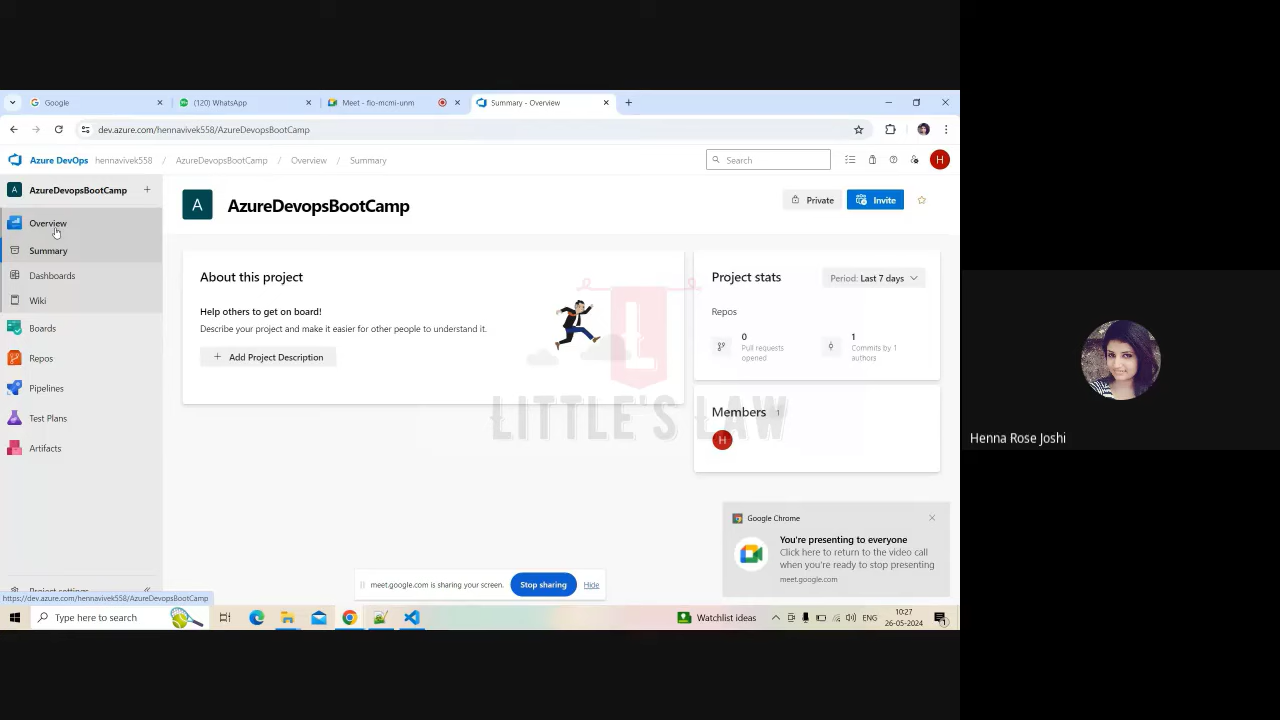 Google
(120) WhatsApp
Meet - fio-mcmi-unm
Summary - Overview
dev.azure.com/hennavivek558/AzureDevopsBootCamp
Azure DevOps hennavivek558 / AzureDevopsBootCamp / Overview / Summary
Search
H
A AzureDevopsBootCamp
Overview
Summary
Dashboards
Wiki
Boards
Repos
Pipelines
Test Plans
Artifacts
Project settings
https://dev.azure.com/hennavivek558/AzureDevopsBootCamp
A AzureDevopsBootCamp
Private
Invite
About this project
Help others to get on board!
Describe your project and make it easier for other people to understand it.
+ Add Project Description
Project stats
Period: Last 7 days
Repos
0
Pull requests
opened
1
Commits by 1
authors
Members 1
H
L
LITTLE'S LAW
Google Chrome
You're presenting to everyone
Click here to return to the video call
when you're ready to stop presenting
meet.google.com
meet.google.com is sharing your screen.
Stop sharing
Hide
Type here to search
Watchlist ideas
ENG
10:27
26-05-2024
Henna Rose Joshi